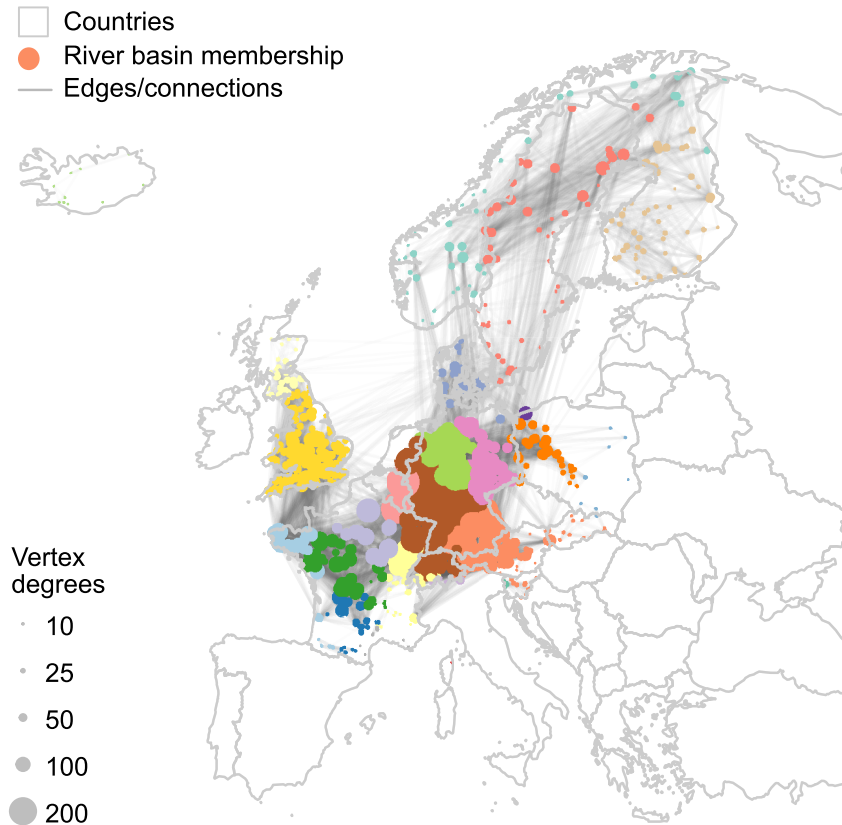 Countries
River basin membership
Edges/connections
Vertex
degrees
10
25
50
100
200